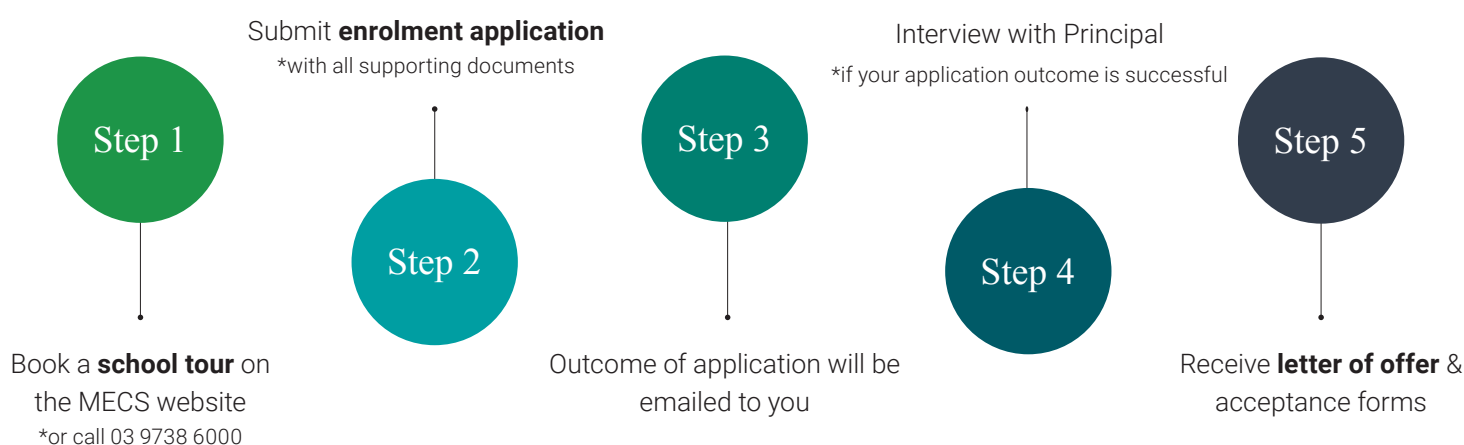 Step 1
Book a school tour on
the MECS website
*or call 03 9738 6000
Submit enrolment application
*with all supporting documents
Step 2
Step 3
Outcome of application will be
emailed to you
Interview with Principal
*if your application outcome is successful
Step 4
Step 5
Receive letter of offer &
acceptance forms